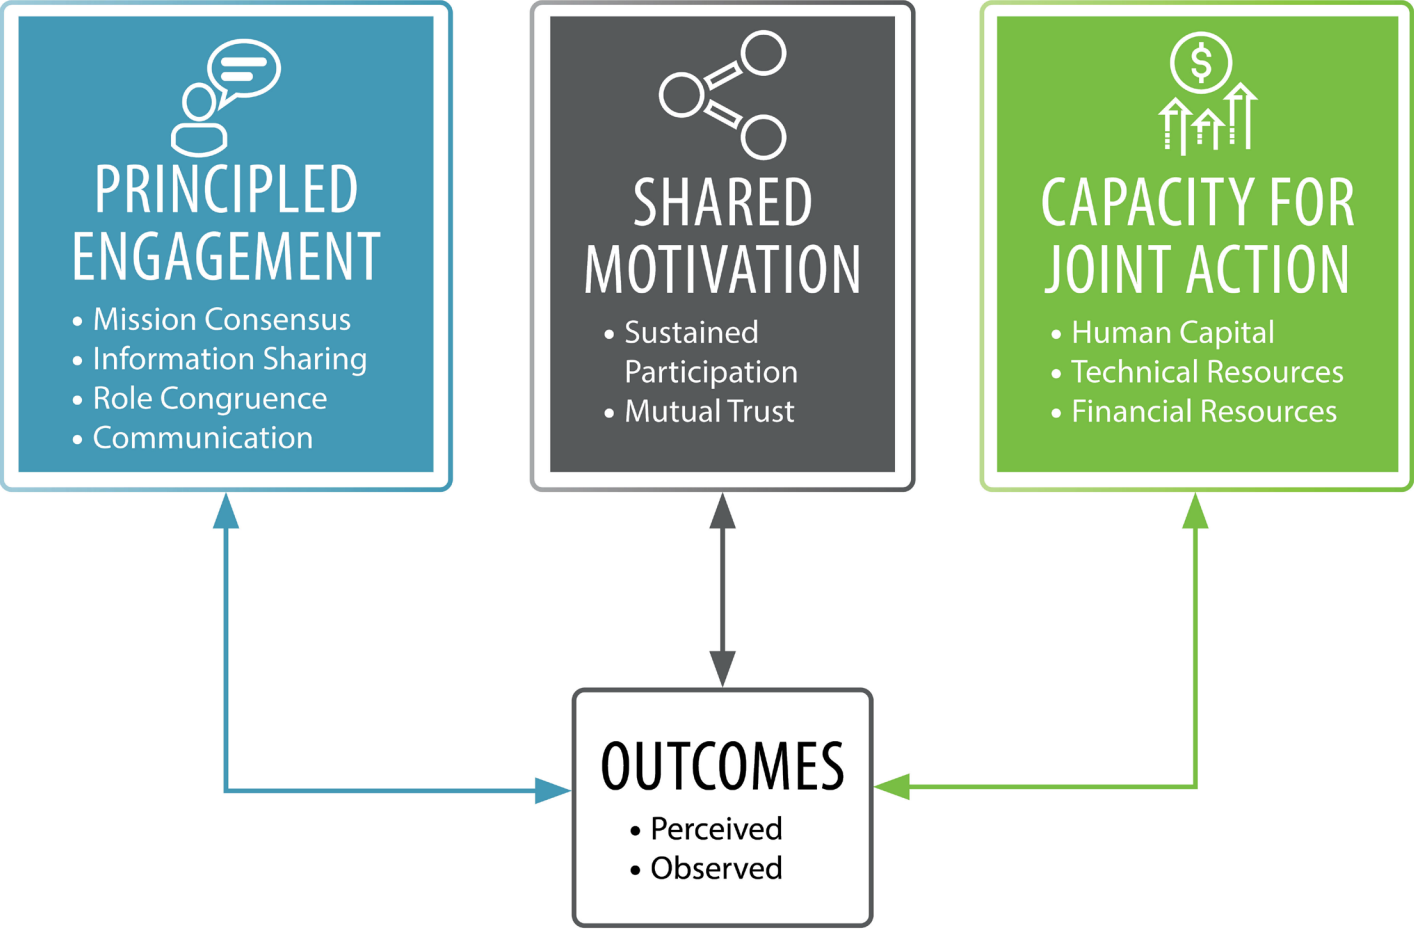 $
PRINCIPLED
ENGAGEMENT
• Mission Consensus
• Information Sharing
• Role Congruence
• Communication
SHARED
MOTIVATION
• Sustained
Participation
• Mutual Trust
CAPACITY FOR
JOINT ACTION
• Human Capital
• Technical Resources
• Financial Resources
OUTCOMES
• Perceived
• Observed